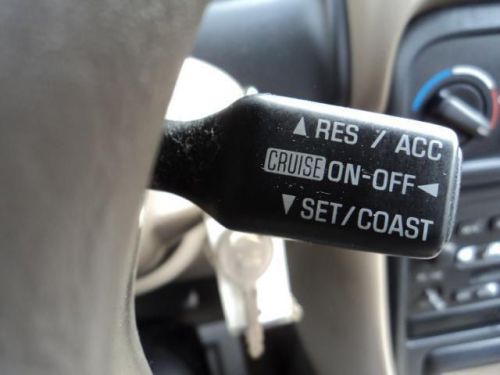 ▲ RES / ACC
CRUISE ON-OFF ◄
▼ SET/COAST